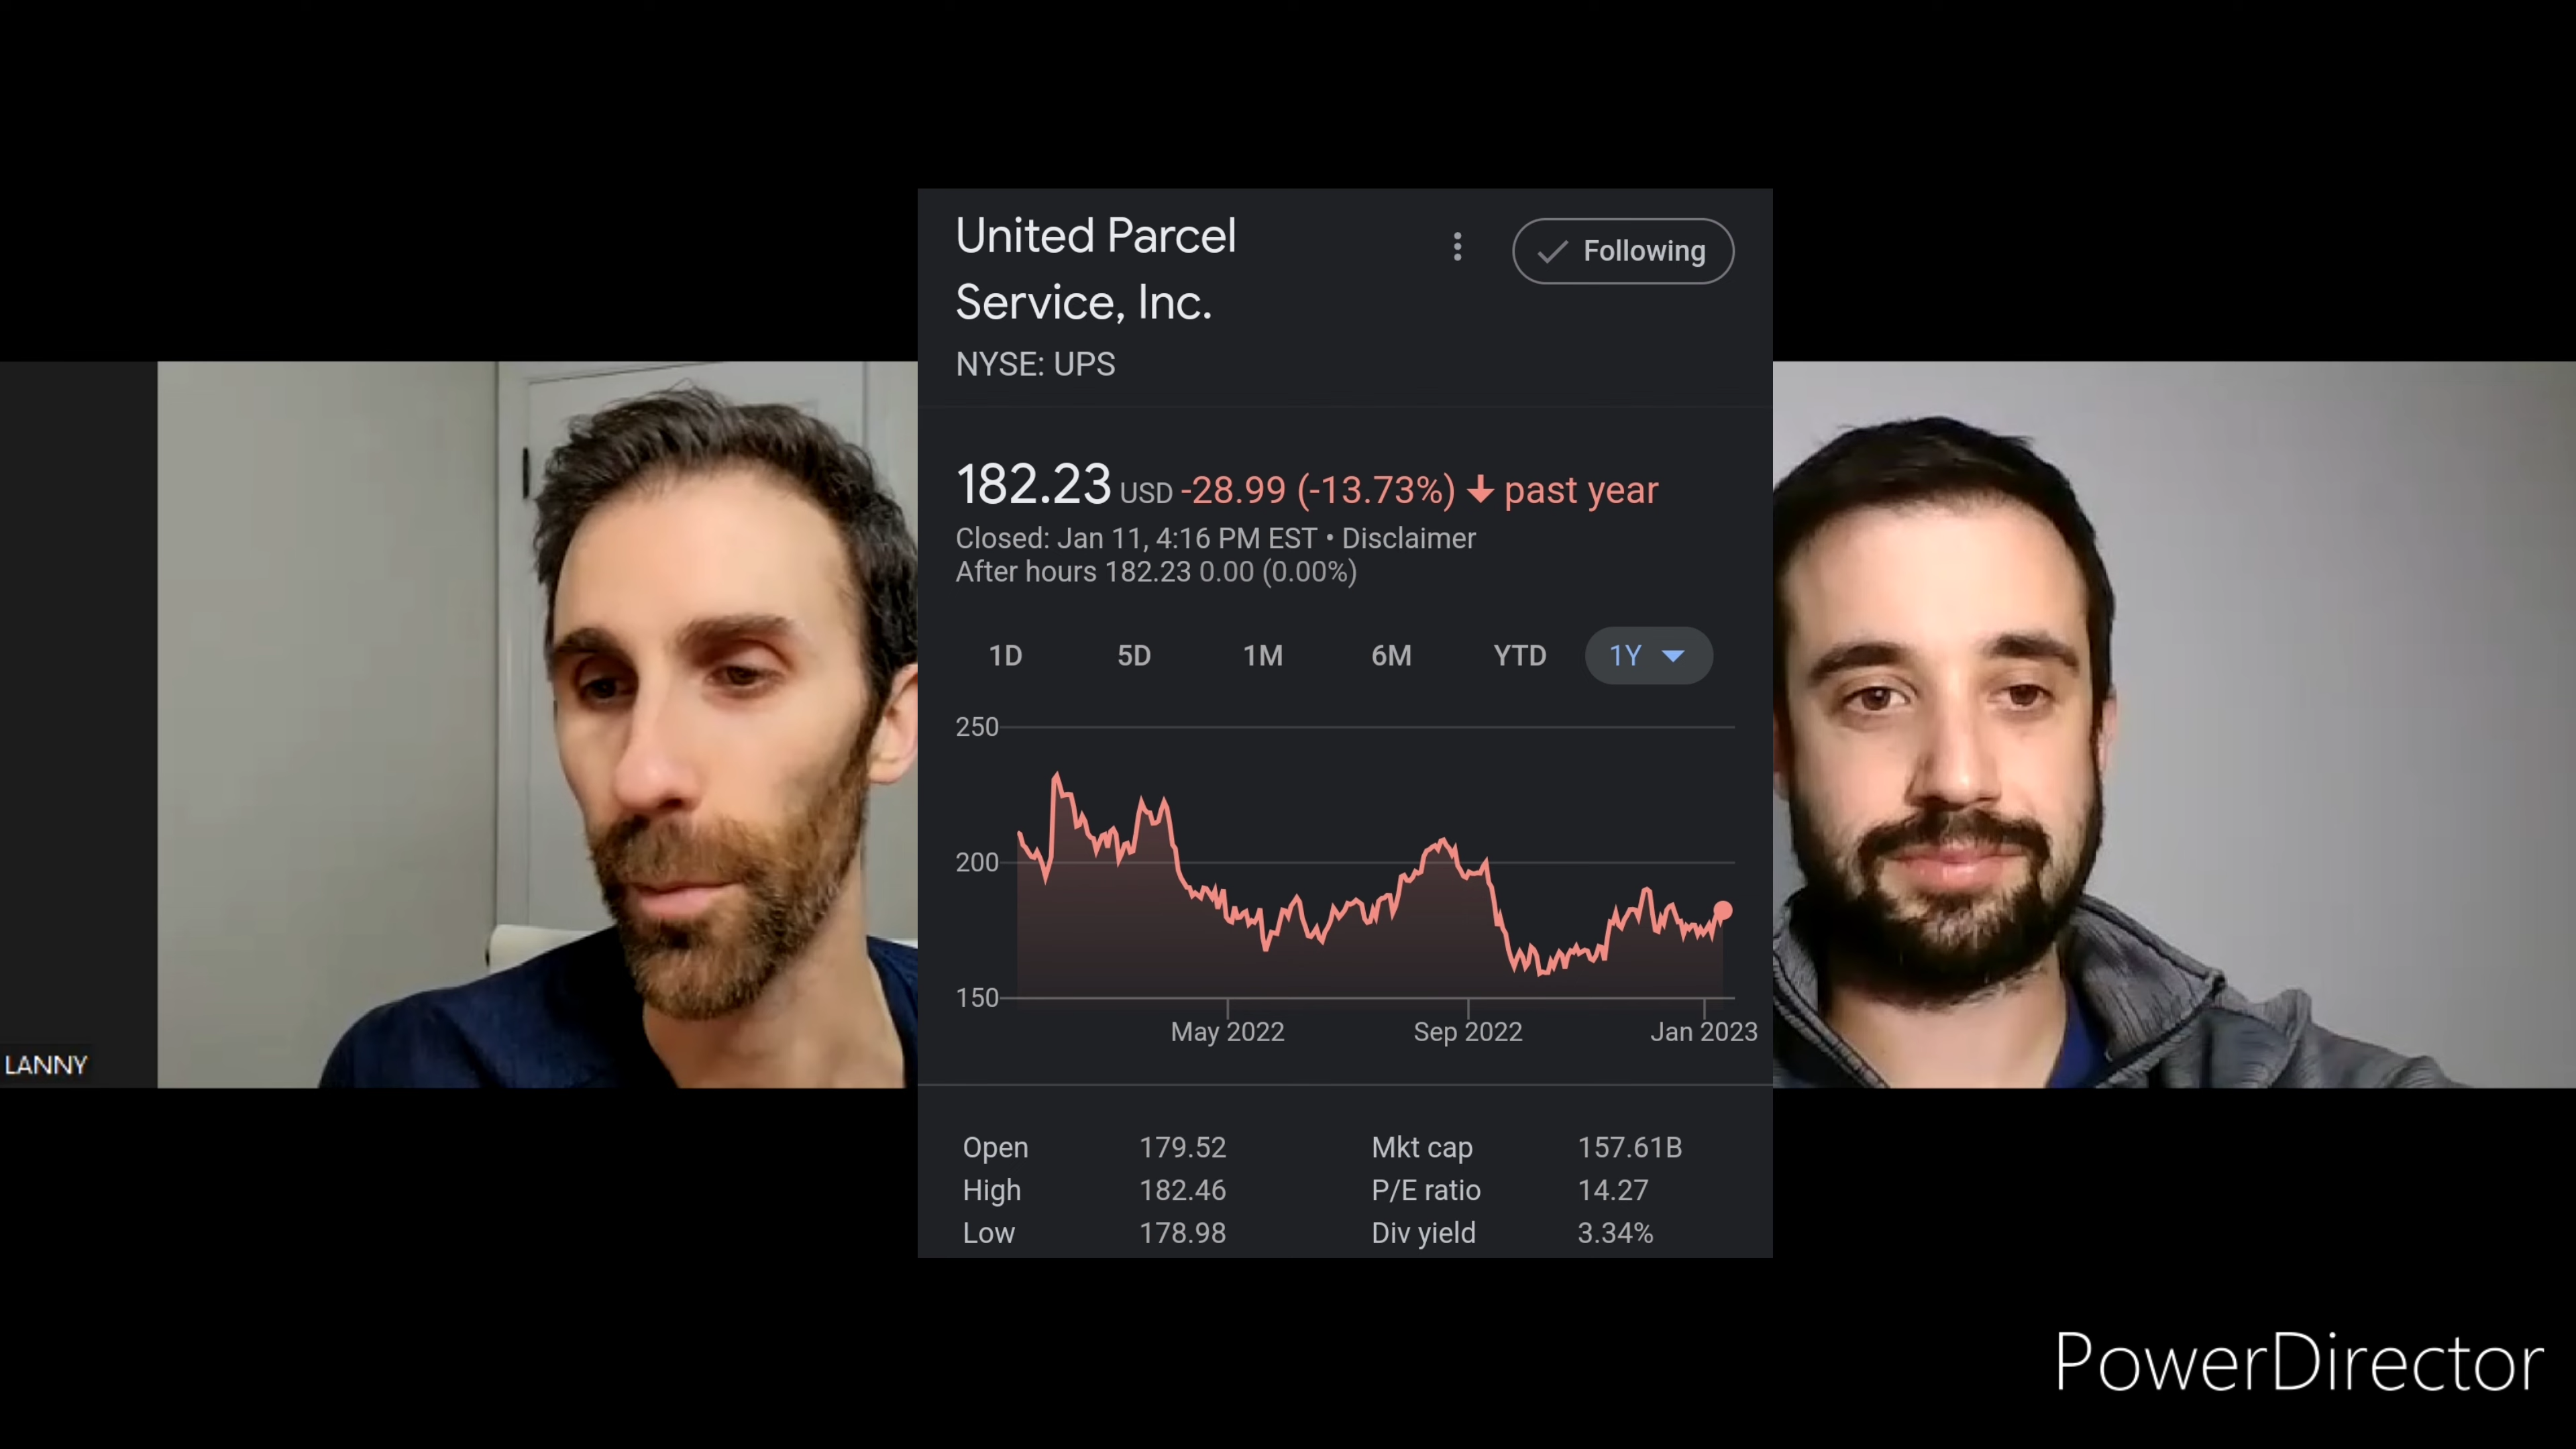 United Parcel
Service, Inc.
Following
NYSE: UPS
182.23 USD -28.99 (-13.73%) ↓ past year
Closed: Jan 11, 4:16 PM EST • Disclaimer
After hours 182.23 0.00 (0.00%)
1D 5D 1M 6M YTD 1Y
250
200
150
May 2022 Sep 2022 Jan 2023
LANNY
Open 179.52 Mkt cap 157.61B
High 182.46 P/E ratio 14.27
Low 178.98 Div yield 3.34%
PowerDirector